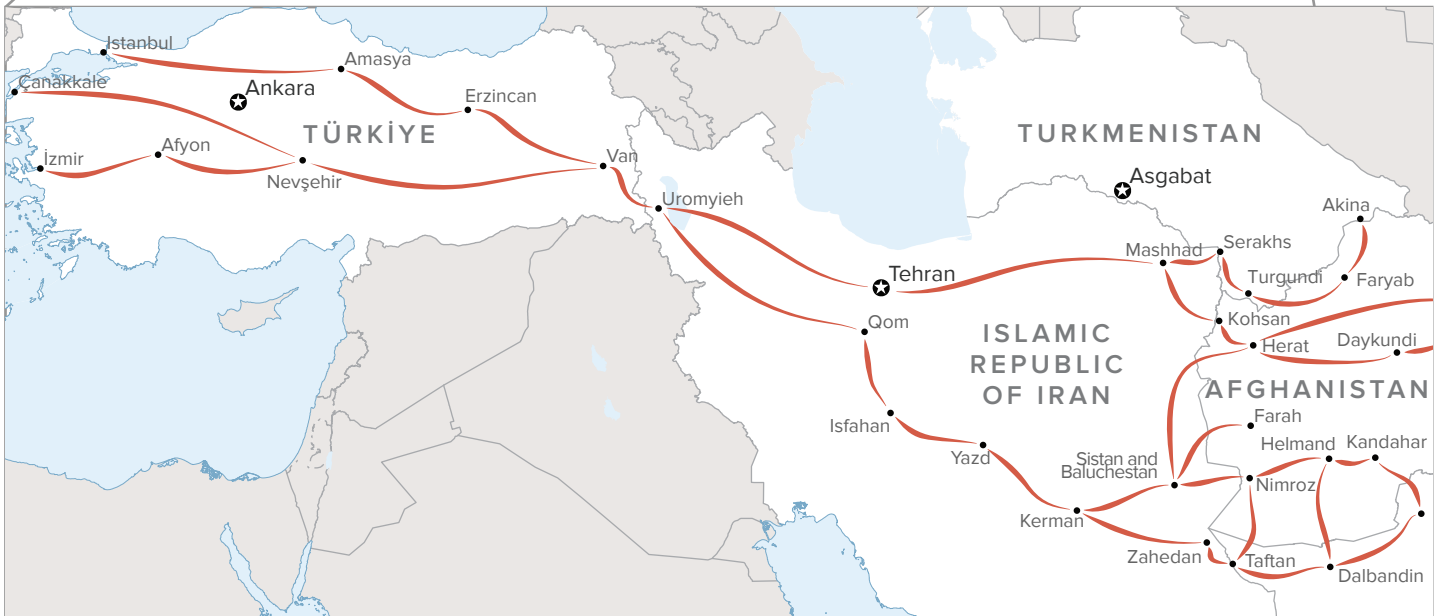 Istanbul
Amasya
Çanakkale
Ankara
Erzincan
TÜRKİYE
TURKMENISTAN
Afyon
İzmir
Van
Nevşehir
Asgabat
Uromyieh
Akina
Serakhs
Mashhad
Tehran
Turgundi
Faryab
Kohsan
Qom
ISLAMIC
REPUBLIC
OF IRAN
Herat
Daykundi
AFGHANISTAN
Farah
Isfahan
Helmand
Kandahar
Yazd
Sistan and
Baluchestan
Nimroz
Kerman
Zahedan
Taftan
Dalbandin